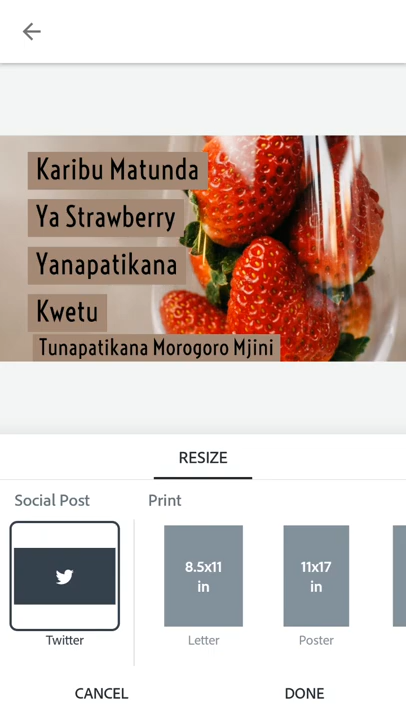 Karibu Matunda
Ya Strawberry
Yanapatikana
Kwetu
Tunapatikana Morogoro Mjini
RESIZE
Social Post
Print
8.5x11
in
11x17
in
Twitter
Letter
Poster
CANCEL
DONE